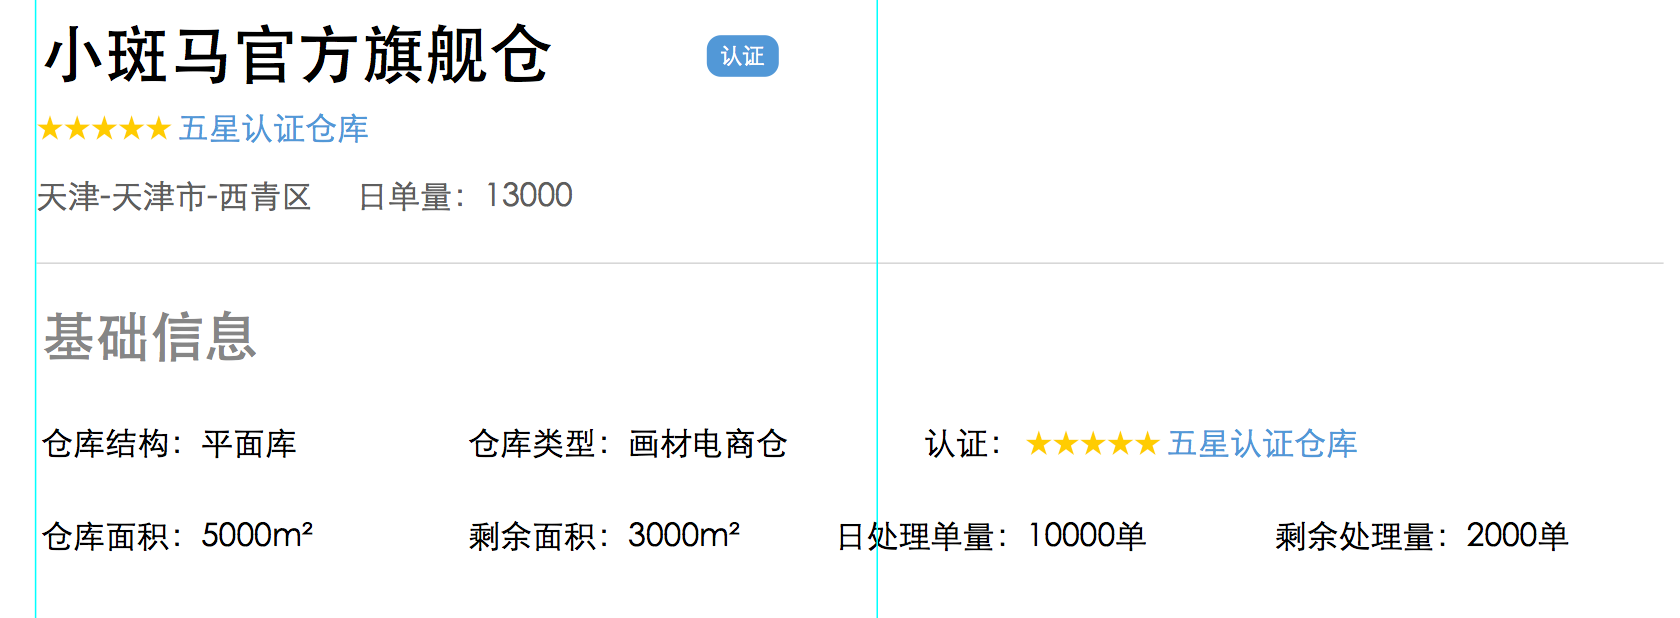 小斑马官方旗舰仓 认证
★★★★★ 五星认证仓库
天津-天津市-西青区 日单量：13000
基础信息
仓库结构：平面库 仓库类型：画材电商仓 认证：★★★★★ 五星认证仓库
仓库面积：5000m² 剩余面积：3000m² 日处理单量：10000单 剩余处理量：2000单